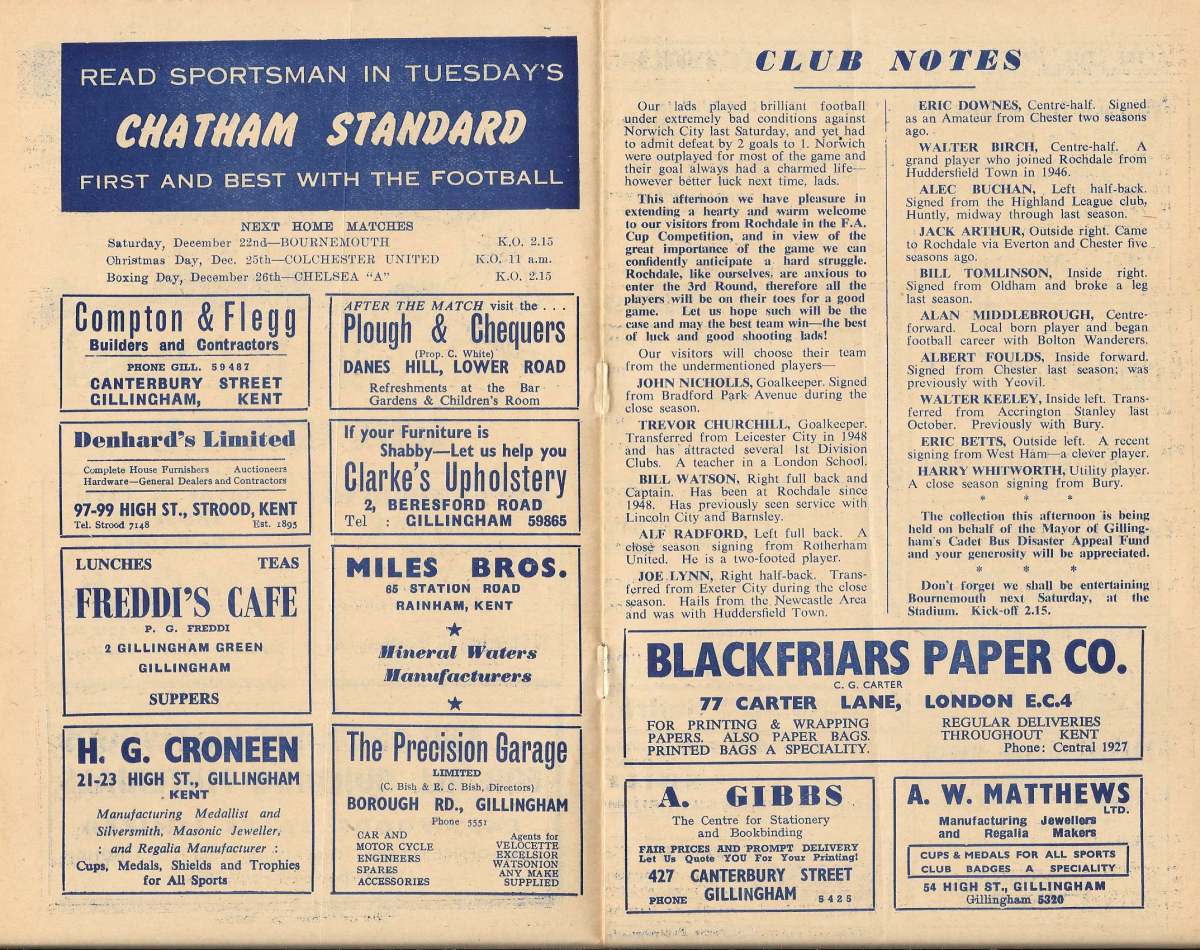 READ SPORTSMAN IN TUESDAY'S
CHATHAM STANDARD
FIRST AND BEST WITH THE FOOTBALL
NEXT HOME MATCHES
Saturday, December 22nd—BOURNEMOUTH K.O. 2.15
Christmas Day, Dec. 25th—COLCHESTER UNITED K.O. 11 a.m.
Boxing Day, December 26th—CHELSEA "A" K.O. 2.15
Compton & Flegg
Builders and Contractors
PHONE GILL. 59487
CANTERBURY STREET
GILLINGHAM, KENT
AFTER THE MATCH visit the . . .
Plough & Chequers
(Prop. C. White)
DANES HILL, LOWER ROAD
Refreshments at the Bar
Gardens & Children's Room
Denhard's Limited
Complete House Furnishers Auctioneers
Hardware—General Dealers and Contractors
97-99 HIGH ST., STROOD, KENT
Tel. Strood 7148 Est. 1895
If your Furniture is
Shabby—Let us help you
Clarke's Upholstery
2, BERESFORD ROAD
Tel : GILLINGHAM 59865
LUNCHES TEAS
FREDDI'S CAFE
P. G. FREDDI
2 GILLINGHAM GREEN
GILLINGHAM
SUPPERS
MILES BROS.
65 STATION ROAD
RAINHAM, KENT
★
Mineral Waters
Manufacturers
★
H. G. CRONEEN
21-23 HIGH ST., GILLINGHAM
KENT
Manufacturing Medallist and
Silversmith, Masonic Jeweller,
: and Regalia Manufacturer :
Cups, Medals, Shields and Trophies
for All Sports
The Precision Garage
LIMITED
(C. Bish & E. C. Bish, Directors)
BOROUGH RD., GILLINGHAM
Phone 5551
CAR AND
MOTOR CYCLE
ENGINEERS
SPARES
ACCESSORIES
Agents for
VELOCETTE
EXCELSIOR
WATSONION
ANY MAKE
SUPPLIED
CLUB NOTES
Our lads played brilliant football
under extremely bad conditions against
Norwich City last Saturday, and yet had
to admit defeat by 2 goals to 1. Norwich
were outplayed for most of the game and
their goal always had a charmed life—
however better luck next time, lads.
This afternoon we have pleasure in
extending a hearty and warm welcome
to our visitors from Rochdale in the F.A.
Cup Competition, and in view of the
great importance of the game we can
confidently anticipate a hard struggle.
Rochdale, like ourselves, are anxious to
enter the 3rd Round, therefore all the
players will be on their toes for a good
game. Let us hope such will be the
case and may the best team win—the best
of luck and good shooting lads!
Our visitors will choose their team
from the undermentioned players—
JOHN NICHOLLS, Goalkeeper. Signed
from Bradford Park Avenue during the
close season.
TREVOR CHURCHILL, Goalkeeper.
Transferred from Leicester City in 1948
and has attracted several 1st Division
Clubs. A teacher in a London School.
BILL WATSON, Right full back and
Captain. Has been at Rochdale since
1948. Has previously seen service with
Lincoln City and Barnsley.
ALF RADFORD, Left full back. A
close season signing from Rotherham
United. He is a two-footed player.
JOE LYNN, Right half-back. Trans-
ferred from Exeter City during the close
season. Hails from the Newcastle Area
and was with Huddersfield Town.
ERIC DOWNES, Centre-half. Signed
as an Amateur from Chester two seasons
ago.
WALTER BIRCH, Centre-half. A
grand player who joined Rochdale from
Huddersfield Town in 1946.
ALEC BUCHAN, Left half-back.
Signed from the Highland League club,
Huntly, midway through last season.
JACK ARTHUR, Outside right. Came
to Rochdale via Everton and Chester five
seasons ago.
BILL TOMLINSON, Inside right.
Signed from Oldham and broke a leg
last season.
ALAN MIDDLEBROUGH, Centre-
forward. Local born player and began
football career with Bolton Wanderers.
ALBERT FOULDS, Inside forward.
Signed from Chester last season; was
previously with Yeovil.
WALTER KEELEY, Inside left. Trans-
ferred from Accrington Stanley last
October. Previously with Bury.
ERIC BETTS, Outside left. A recent
signing from West Ham—a clever player.
HARRY WHITWORTH, Utility player.
A close season signing from Bury.
* * *
The collection this afternoon is being
held on behalf of the Mayor of Gilling-
ham's Cadet Bus Disaster Appeal Fund
and your generosity will be appreciated.
* * *
Don't forget we shall be entertaining
Bournemouth next Saturday, at the
Stadium. Kick-off 2.15.
BLACKFRIARS PAPER CO.
C. G. CARTER
77 CARTER LANE, LONDON E.C.4
FOR PRINTING & WRAPPING
PAPERS. ALSO PAPER BAGS.
PRINTED BAGS A SPECIALITY.
REGULAR DELIVERIES
THROUGHOUT KENT
Phone: Central 1927
A. GIBBS
The Centre for Stationery
and Bookbinding
FAIR PRICES AND PROMPT DELIVERY
Let Us Quote YOU For Your Printing!
427 CANTERBURY STREET
GILLINGHAM
PHONE 5425
A. W. MATTHEWS
LTD.
Manufacturing Jewellers
and Regalia Makers
CUPS & MEDALS FOR ALL SPORTS
CLUB BADGES A SPECIALITY
54 HIGH ST., GILLINGHAM
Gillingham 5320